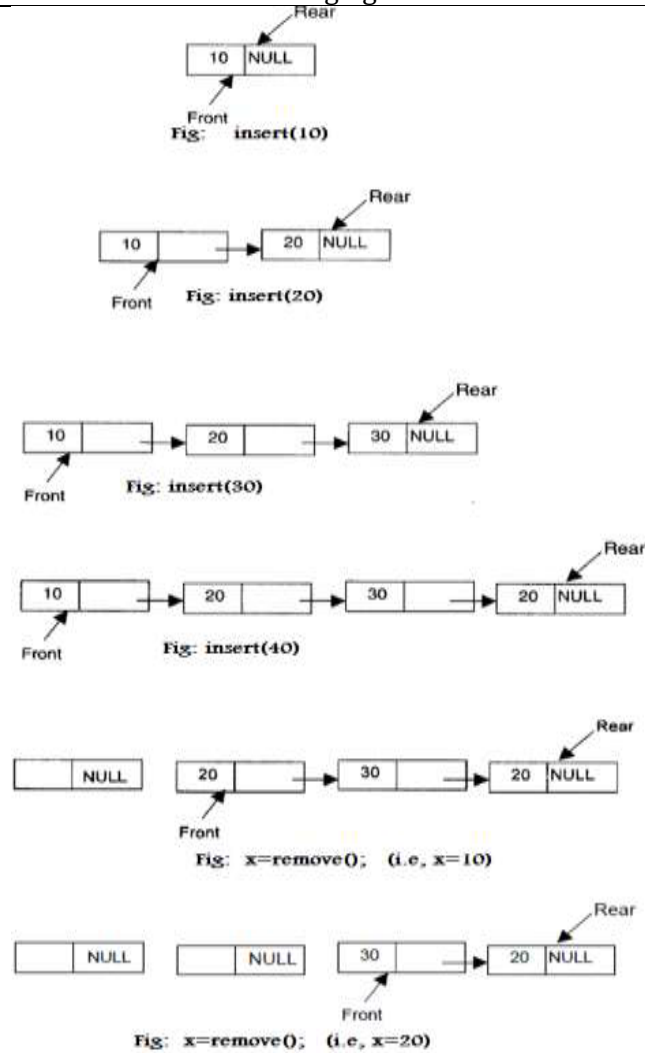 Rear
10 NULL
Front
Fig: insert(10)
Rear
10 20 NULL
Front
Fig: insert(20)
Rear
10 20 30 NULL
Front
Fig: insert(30)
Rear
10 20 30 20 NULL
Front
Fig: insert(40)
Rear
NULL 20 30 20 NULL
Front
Fig: x=remove(); (i.e, x=10)
Rear
NULL NULL 30 20 NULL
Front
Fig: x=remove(); (i.e, x=20)